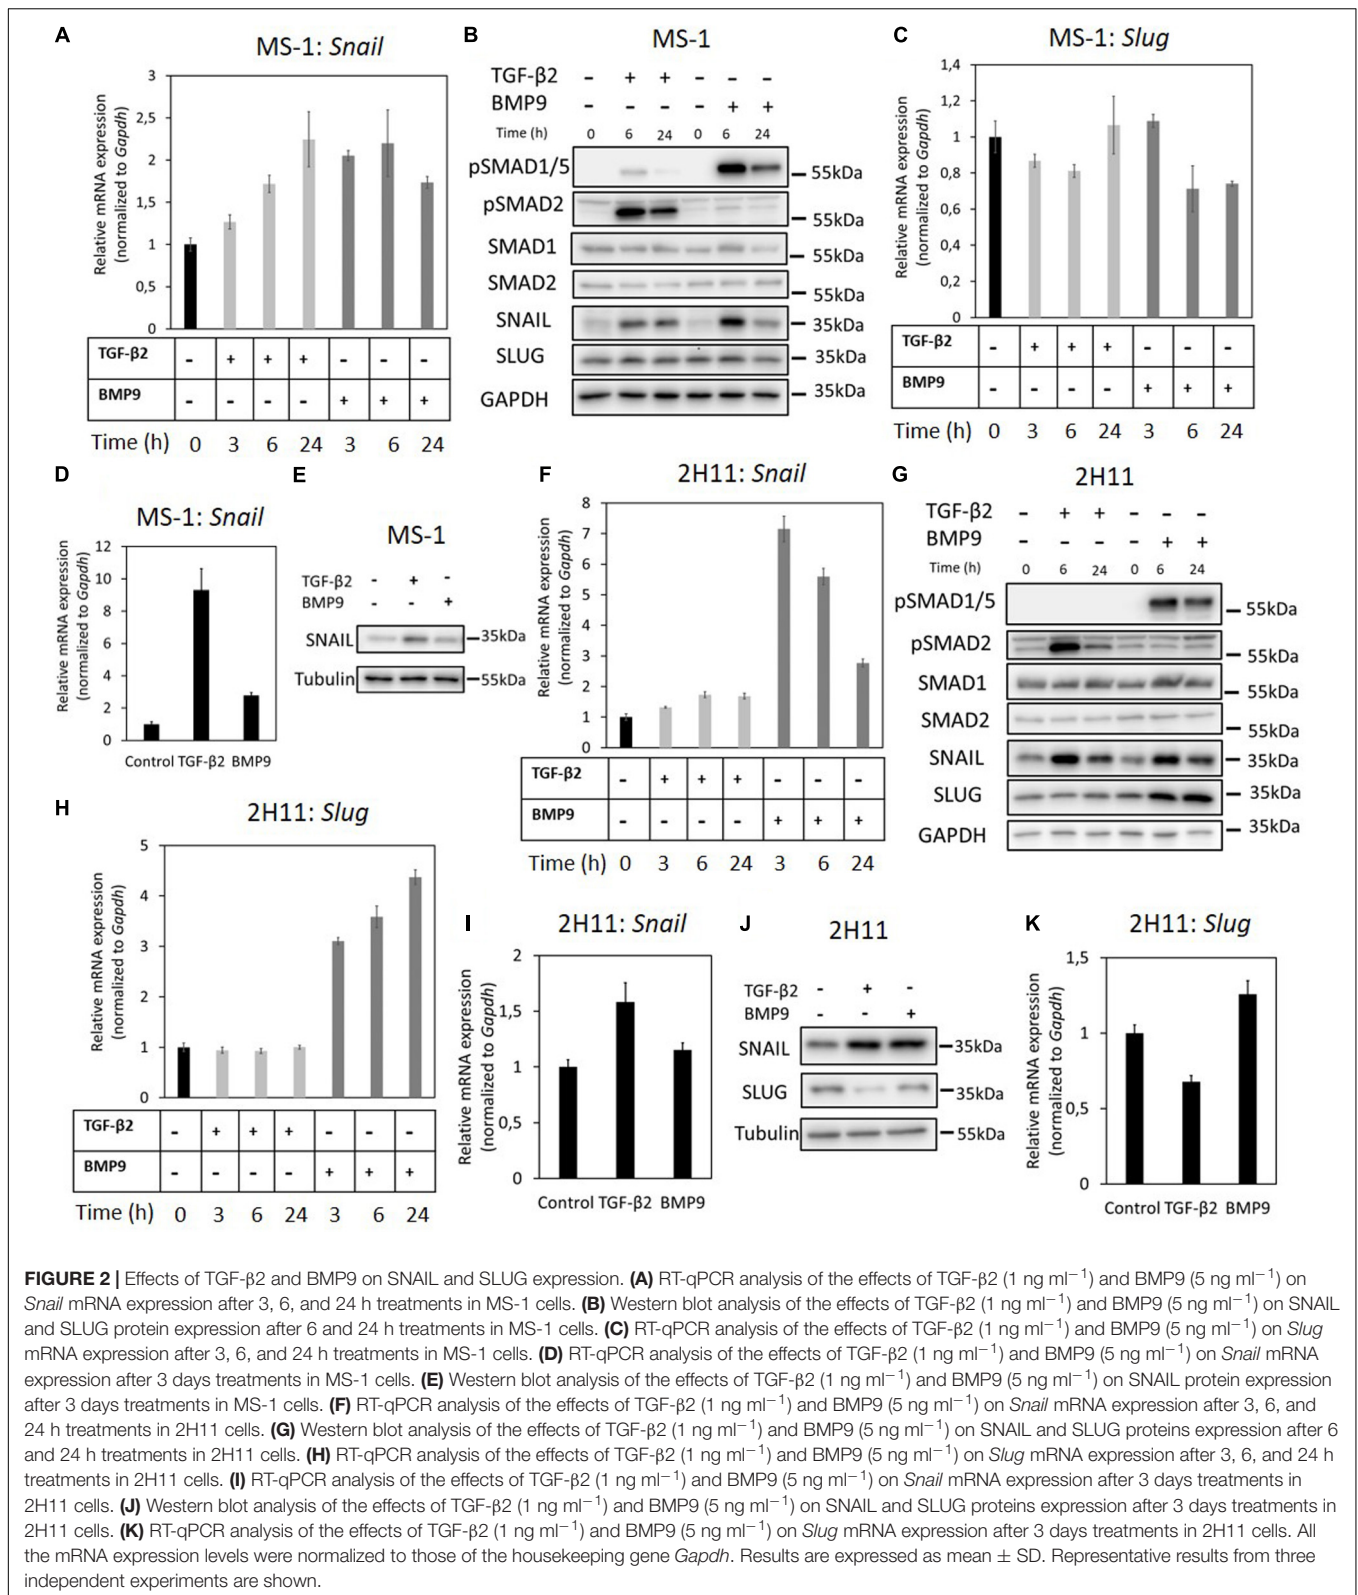 A
MS-1: Snail
Relative mRNA expression
(normalized to Gapdh)
3
2,5
2
1,5
1
0,5
0
TGF-β2 - + + + - - -
BMP9 - - - - + + +
Time (h) 0 3 6 24 3 6 24
B
MS-1
TGF-β2 - + + - - -
BMP9 - - - - + +
Time (h) 0 6 24 0 6 24
pSMAD1/5 55kDa
pSMAD2 55kDa
SMAD1 55kDa
SMAD2 55kDa
SNAIL 35kDa
SLUG 35kDa
GAPDH 35kDa
C
MS-1: Slug
Relative mRNA expression
(normalized to Gapdh)
1,4
1,2
1
0,8
0,6
0,4
0,2
0
TGF-β2 - + + + - - -
BMP9 - - - - + + +
Time (h) 0 3 6 24 3 6 24
D
MS-1: Snail
Relative mRNA expression
(normalized to Gapdh)
12
10
8
6
4
2
0
Control TGF-β2 BMP9
E
MS-1
TGF-β2 - + -
BMP9 - - +
SNAIL 35kDa
Tubulin 55kDa
F
2H11: Snail
Relative mRNA expression
(normalized to Gapdh)
8
7
6
5
4
3
2
1
0
TGF-β2 - + + + - - -
BMP9 - - - - + + +
Time (h) 0 3 6 24 3 6 24
G
2H11
TGF-β2 - + + - - -
BMP9 - - - - + +
Time (h) 0 6 24 0 6 24
pSMAD1/5 55kDa
pSMAD2 55kDa
SMAD1 55kDa
SMAD2 55kDa
SNAIL 35kDa
SLUG 35kDa
GAPDH 35kDa
H
2H11: Slug
Relative mRNA expression
(normalized to Gapdh)
5
4
3
2
1
0
TGF-β2 - + + + - - -
BMP9 - - - - + + +
Time (h) 0 3 6 24 3 6 24
I
2H11: Snail
Relative mRNA expression
(normalized to Gapdh)
2
1,5
1
0,5
0
Control TGF-β2 BMP9
J
2H11
TGF-β2 - + -
BMP9 - - +
SNAIL 35kDa
SLUG 35kDa
Tubulin 55kDa
K
2H11: Slug
Relative mRNA expression
(normalized to Gapdh)
1,5
1
0,5
0
Control TGF-β2 BMP9
FIGURE 2 | Effects of TGF-β2 and BMP9 on SNAIL and SLUG expression. (A) RT-qPCR analysis of the effects of TGF-β2 (1 ng ml−1) and BMP9 (5 ng ml−1) on
Snail mRNA expression after 3, 6, and 24 h treatments in MS-1 cells. (B) Western blot analysis of the effects of TGF-β2 (1 ng ml−1) and BMP9 (5 ng ml−1) on SNAIL
and SLUG protein expression after 6 and 24 h treatments in MS-1 cells. (C) RT-qPCR analysis of the effects of TGF-β2 (1 ng ml−1) and BMP9 (5 ng ml−1) on Slug
mRNA expression after 3, 6, and 24 h treatments in MS-1 cells. (D) RT-qPCR analysis of the effects of TGF-β2 (1 ng ml−1) and BMP9 (5 ng ml−1) on Snail mRNA
expression after 3 days treatments in MS-1 cells. (E) Western blot analysis of the effects of TGF-β2 (1 ng ml−1) and BMP9 (5 ng ml−1) on SNAIL protein expression
after 3 days treatments in MS-1 cells. (F) RT-qPCR analysis of the effects of TGF-β2 (1 ng ml−1) and BMP9 (5 ng ml−1) on Snail mRNA expression after 3, 6, and
24 h treatments in 2H11 cells. (G) Western blot analysis of the effects of TGF-β2 (1 ng ml−1) and BMP9 (5 ng ml−1) on SNAIL and SLUG proteins expression after 6
and 24 h treatments in 2H11 cells. (H) RT-qPCR analysis of the effects of TGF-β2 (1 ng ml−1) and BMP9 (5 ng ml−1) on Slug mRNA expression after 3, 6, and 24 h
treatments in 2H11 cells. (I) RT-qPCR analysis of the effects of TGF-β2 (1 ng ml−1) and BMP9 (5 ng ml−1) on Snail mRNA expression after 3 days treatments in
2H11 cells. (J) Western blot analysis of the effects of TGF-β2 (1 ng ml−1) and BMP9 (5 ng ml−1) on SNAIL and SLUG proteins expression after 3 days treatments in
2H11 cells. (K) RT-qPCR analysis of the effects of TGF-β2 (1 ng ml−1) and BMP9 (5 ng ml−1) on Slug mRNA expression after 3 days treatments in 2H11 cells. All
the mRNA expression levels were normalized to those of the housekeeping gene Gapdh. Results are expressed as mean ± SD. Representative results from three
independent experiments are shown.